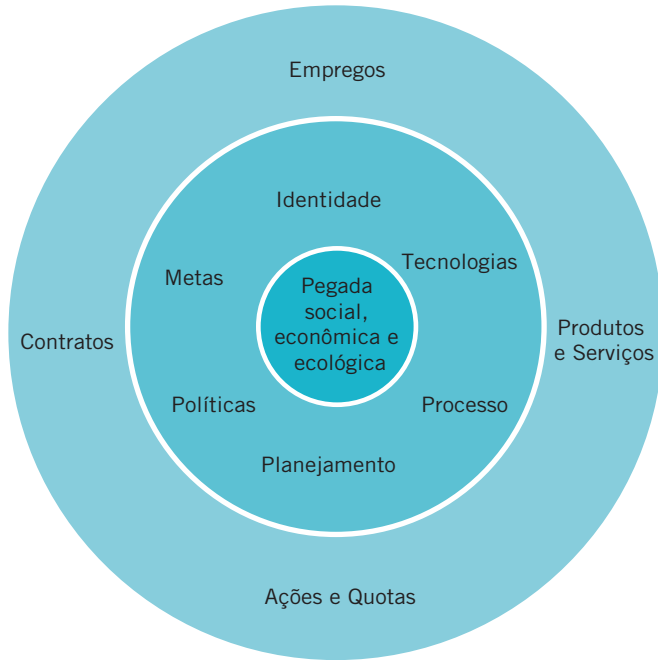 Empregos
Identidade
Tecnologias
Metas
Pegada
social,
econômica e
ecológica
Contratos
Produtos
e Serviços
Políticas
Processo
Planejamento
Ações e Quotas